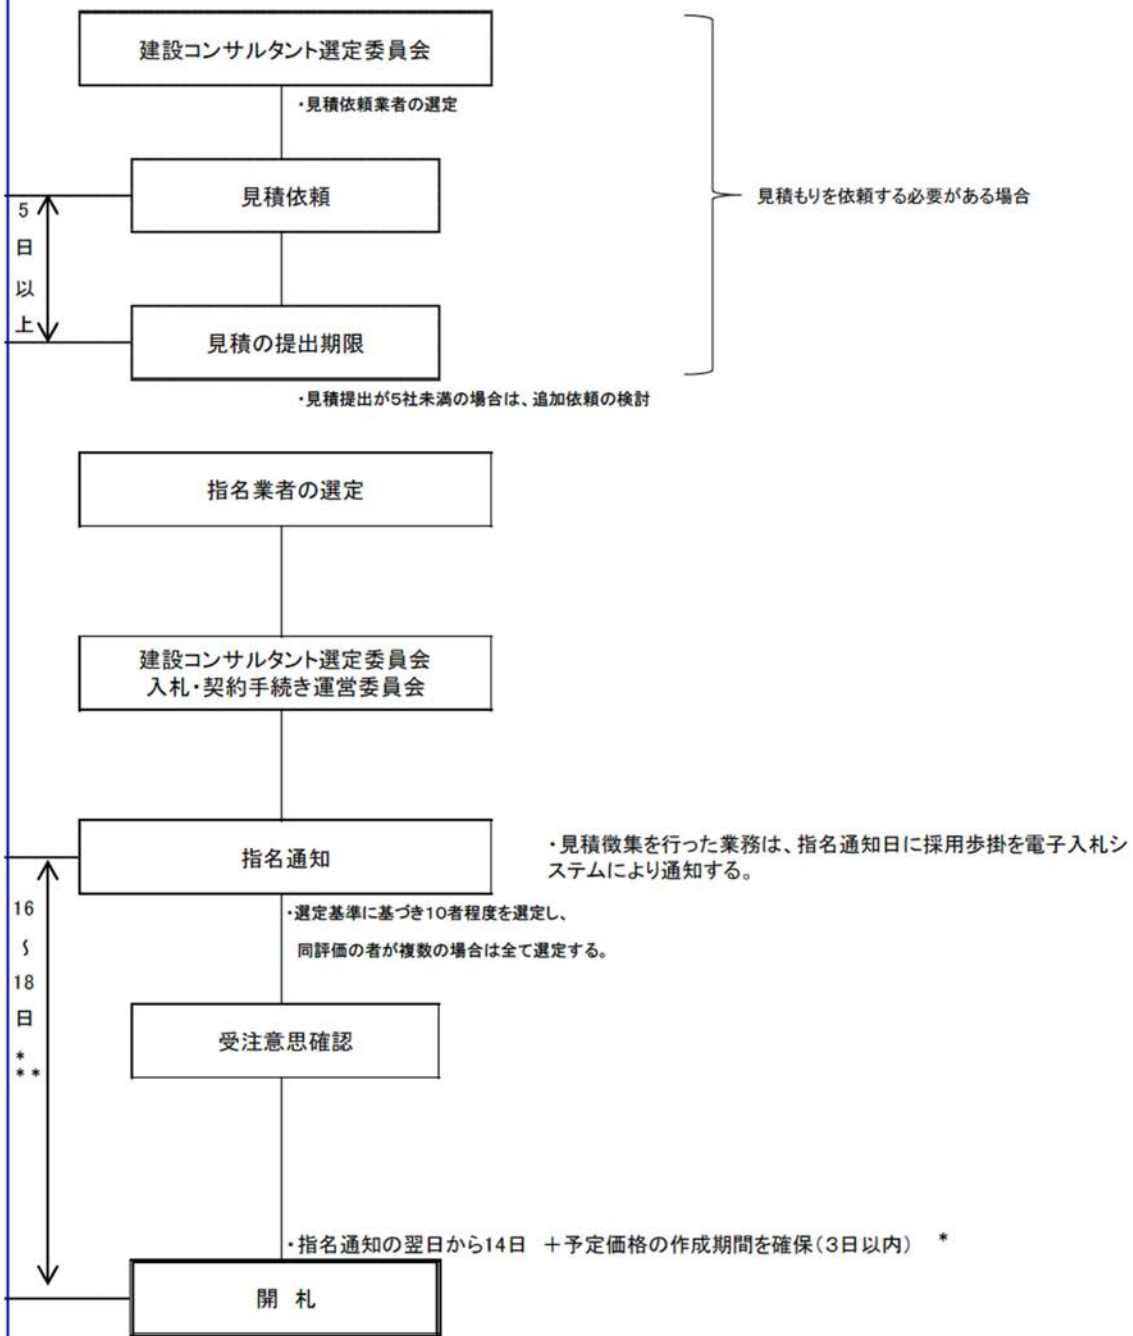 建設コンサルタント選定委員会
・見積依頼業者の選定
見積依頼
見積もりを依頼する必要がある場合
5日以上
見積の提出期限
・見積提出が5社未満の場合は、追加依頼の検討
指名業者の選定
建設コンサルタント選定委員会
入札・契約手続き運営委員会
指名通知
・見積徴集を行った業務は、指名通知日に採用歩掛を電子入札シ
ステムにより通知する。
・選定基準に基づき10者程度を選定し、
同評価の者が複数の場合は全て選定する。
16～18日
*
**
受注意思確認
・指名通知の翌日から14日 ＋予定価格の作成期間を確保(3日以内) *
開 札